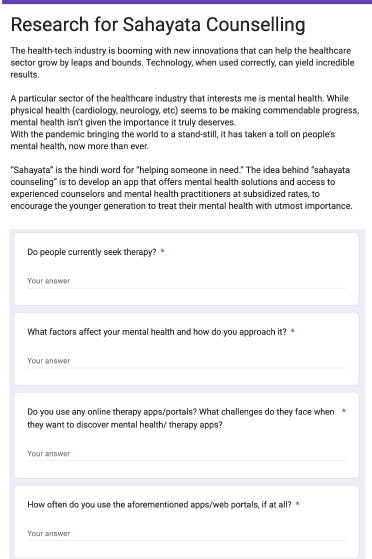 Research for Sahayata Counselling
The health-tech industry is booming with new innovations that can help the healthcare
sector grow by leaps and bounds. Technology, when used correctly, can yield incredible
results.
A particular sector of the healthcare industry that interests me is mental health. While
physical health (cardiology, neurology, etc) seems to be making commendable progress,
mental health isn't given the importance it truly deserves.
With the pandemic bringing the world to a stand-still, it has taken a toll on people's
mental health, now more than ever.
"Sahayata" is the hindi word for "helping someone in need." The idea behind "sahayata
counseling" is to develop an app that offers mental health solutions and access to
experienced counselors and mental health practitioners at subsidized rates, to
encourage the younger generation to treat their mental health with utmost importance.
Do people currently seek therapy? *
Your answer
What factors affect your mental health and how do you approach it? *
Your answer
Do you use any online therapy apps/portals? What challenges do they face when *
they want to discover mental health/ therapy apps?
Your answer
How often do you use the aforementioned apps/web portals, if at all? *
Your answer